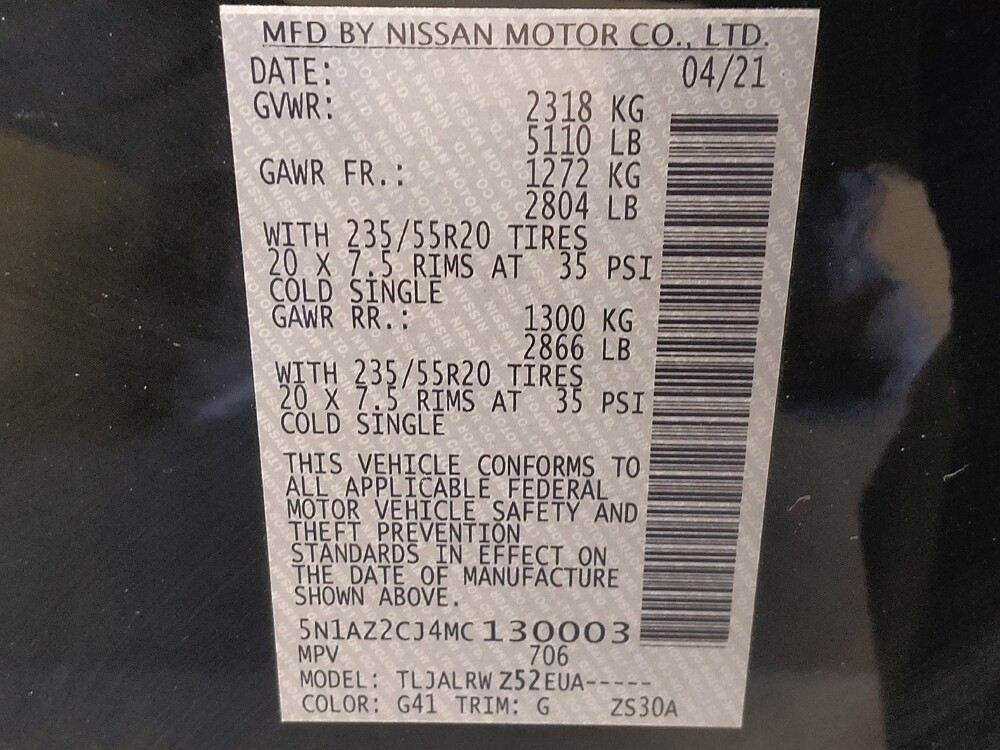 MFD BY NISSAN MOTOR CO., LTD.
DATE: 04/21
GVWR: 2318 KG
5110 LB
GAWR FR.: 1272 KG
2804 LB
WITH 235/55R20 TIRES
20 X 7.5 RIMS AT 35 PSI
COLD SINGLE
GAWR RR.: 1300 KG
2866 LB
WITH 235/55R20 TIRES
20 X 7.5 RIMS AT 35 PSI
COLD SINGLE
THIS VEHICLE CONFORMS TO
ALL APPLICABLE FEDERAL
MOTOR VEHICLE SAFETY AND
THEFT PREVENTION
STANDARDS IN EFFECT ON
THE DATE OF MANUFACTURE
SHOWN ABOVE.
5N1AZ2CJ4MC130003
MPV 706
MODEL: TLJALRW Z52EUA-----
COLOR: G41 TRIM: G ZS30A